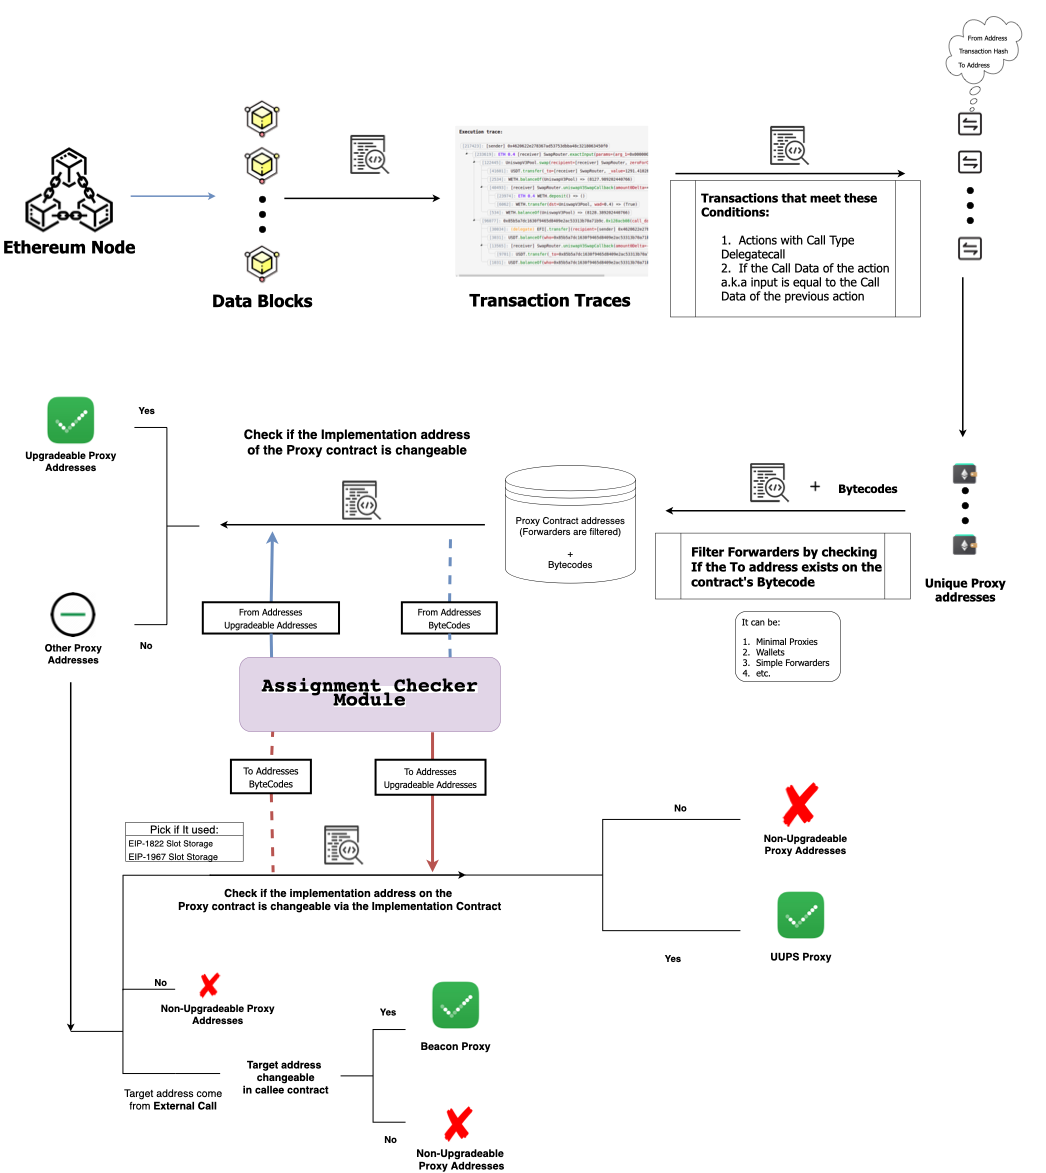 From Address
Transaction Hash
To Address
Ethereum Node
Data Blocks
Execution trace:
Transaction Traces
Transactions that meet these
Conditions:
1. Actions with Call Type
Delegatecall
2. If the Call Data of the action
a.k.a input is equal to the Call
Data of the previous action
Yes
Upgradeable Proxy
Addresses
Check if the Implementation address
of the Proxy contract is changeable
Proxy Contract addresses
(Forwarders are filtered)
+
Bytecodes
+ Bytecodes
Filter Forwarders by checking
If the To address exists on the
contract's Bytecode
Unique Proxy
addresses
It can be:
1. Minimal Proxies
2. Wallets
3. Simple Forwarders
4. etc.
Other Proxy
Addresses
No
From Addresses
Upgradeable Addresses
From Addresses
ByteCodes
Assignment Checker
Module
To Addresses
ByteCodes
To Addresses
Upgradeable Addresses
Pick if It used:
EIP-1822 Slot Storage
EIP-1967 Slot Storage
Check if the implementation address on the
Proxy contract is changeable via the Implementation Contract
No
Non-Upgradeable
Proxy Addresses
Yes
UUPS Proxy
No
Non-Upgradeable Proxy
Addresses
Target address come
from External Call
Target address
changeable
in callee contract
Yes
Beacon Proxy
No
Non-Upgradeable
Proxy Addresses